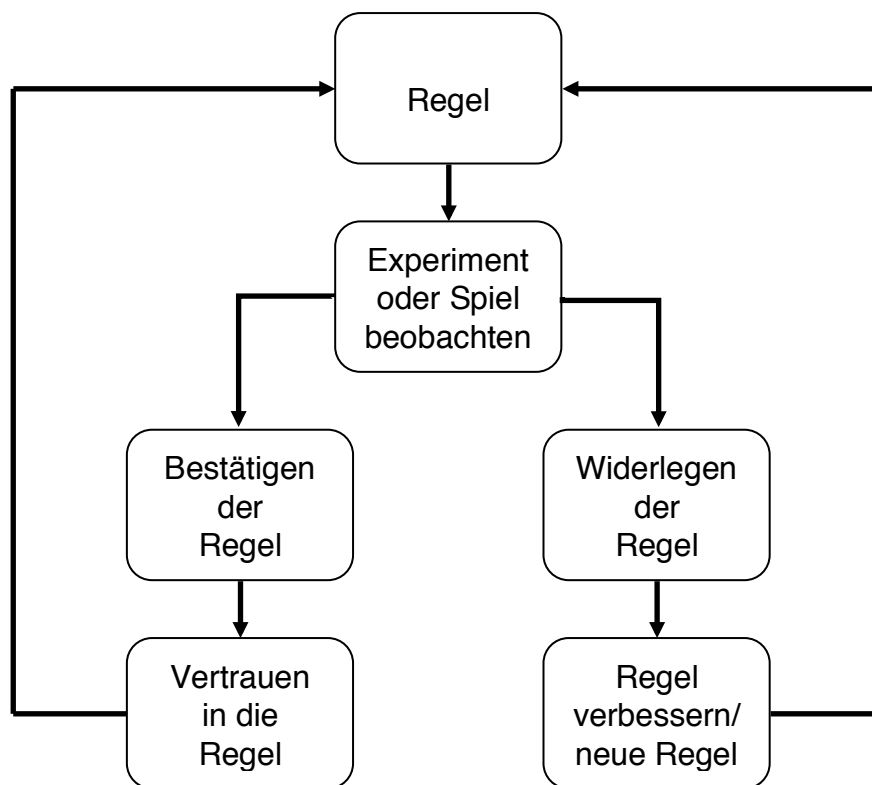 Regel
Experiment
oder Spiel
beobachten
Bestätigen
der
Regel
Widerlegen
der
Regel
Vertrauen
in die
Regel
Regel
verbessern/
neue Regel